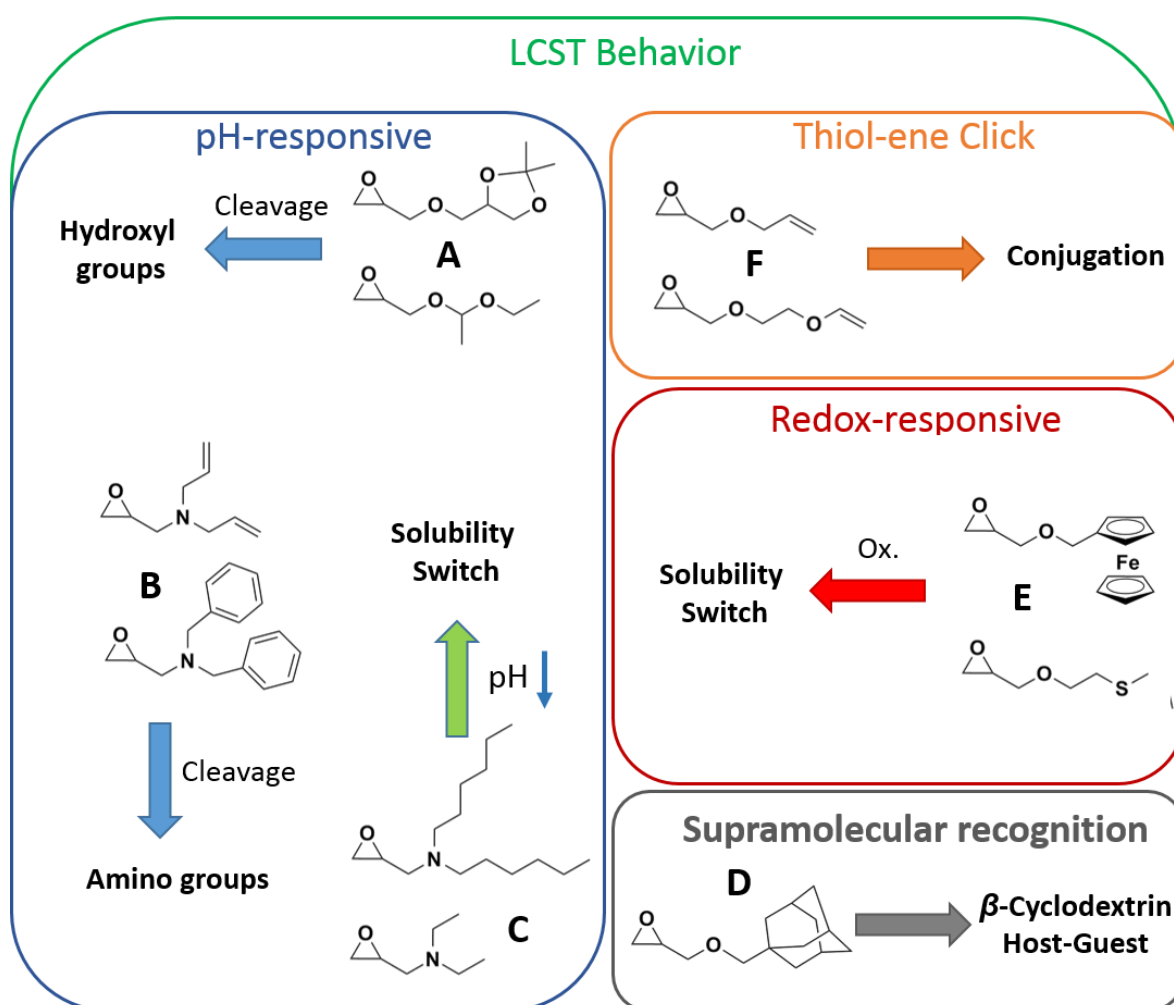 LCST Behavior
pH-responsive
Cleavage
Hydroxyl
groups
O
O
O
O
A
O
O
O
B
O
N
O
N
Cleavage
Amino groups
Solubility
Switch
pH
O
N
O
N
C
Thiol-ene Click
O
O
F
O
O
O
Conjugation
Redox-responsive
Ox.
Solubility
Switch
O
O
Fe
E
O
O
S
Supramolecular recognition
D
O
O
β-Cyclodextrin
Host-Guest